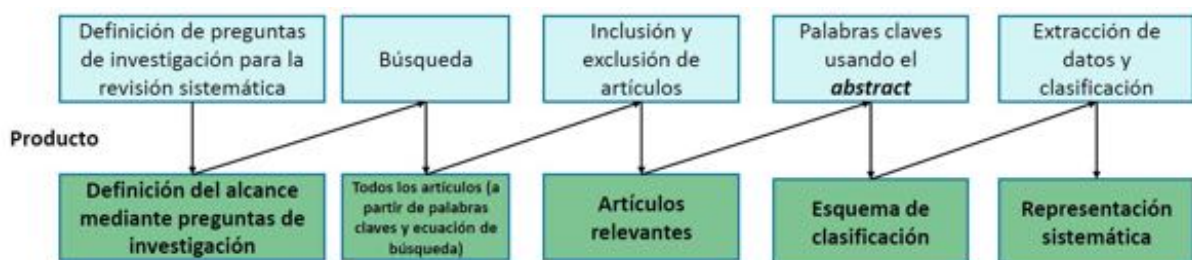 Definición de preguntas
de investigación para la
revisión sistemática
Búsqueda
Inclusión y
exclusión de
artículos
Palabras claves
usando el
abstract
Extracción de
datos y
clasificación
Producto
Definición del alcance
mediante preguntas de
investigación
Todos los artículos (a
partir de palabras
claves y ecuación de
búsqueda)
Artículos
relevantes
Esquema de
clasificación
Representación
sistemática